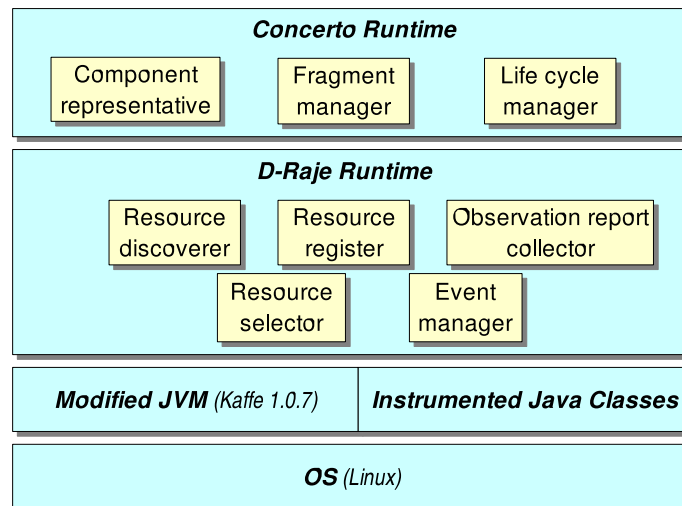 Concerto Runtime
Component
representative
Fragment
manager
Life cycle
manager
D-Raje Runtime
Resource
discoverer
Resource
register
Observation report
collector
Resource
selector
Event
manager
Modified JVM (Kaffe 1.0.7)
Instrumented Java Classes
OS (Linux)